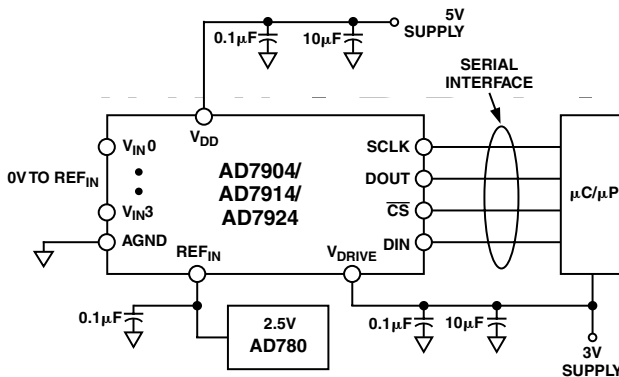 5V
SUPPLY
0.1µF
10µF
SERIAL
INTERFACE
VDD
VIN0
0V TO REFIN
VIN3
AGND
AD7904/
AD7914/
AD7924
SCLK
DOUT
CS
DIN
µC/µP
REFIN
VDRIVE
0.1µF
2.5V
AD780
0.1µF
10µF
3V
SUPPLY